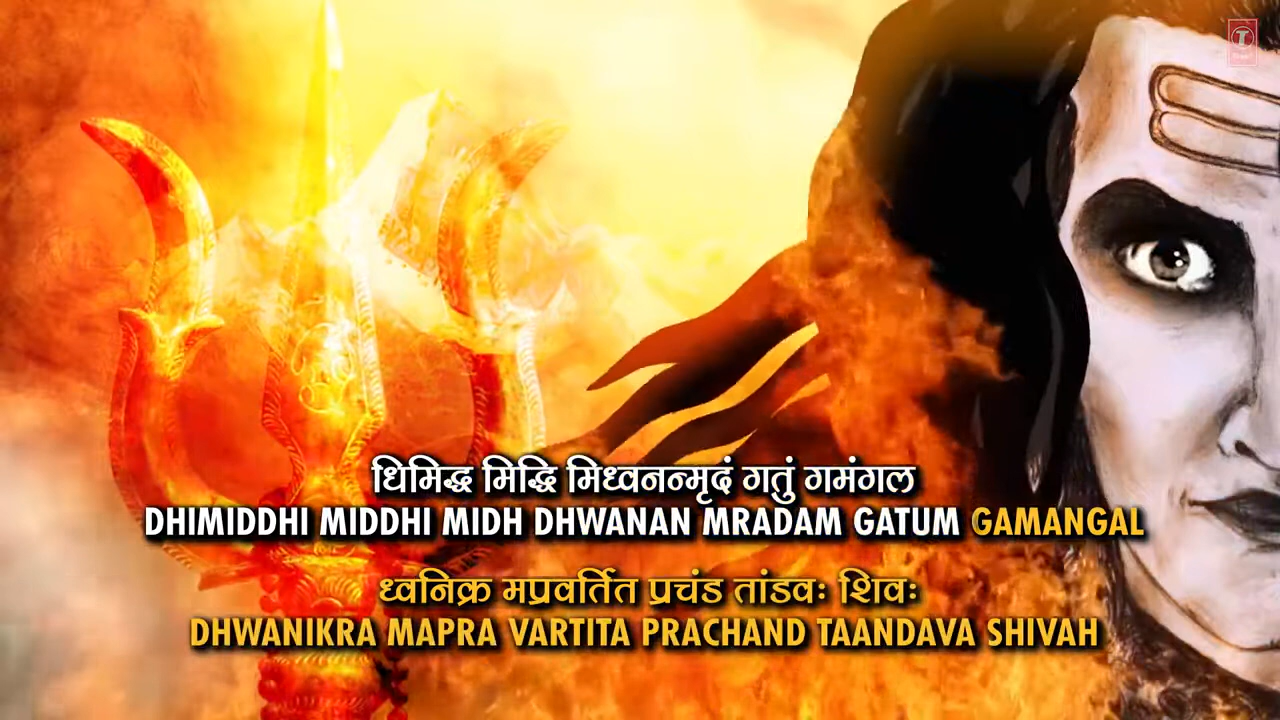 धिमिद्ध मिद्धि मिध्वनन्मृदं गतुं गमंगल
DHIMIDDHI MIDDHI MIDH DHWANAN MRADAM GATUM GAMANGAL
ध्वनिक्र मप्रवर्तित प्रचंड तांडवः शिवः
DHWANIKRA MAPRA VARTITA PRACHAND TAANDAVA SHIVAH